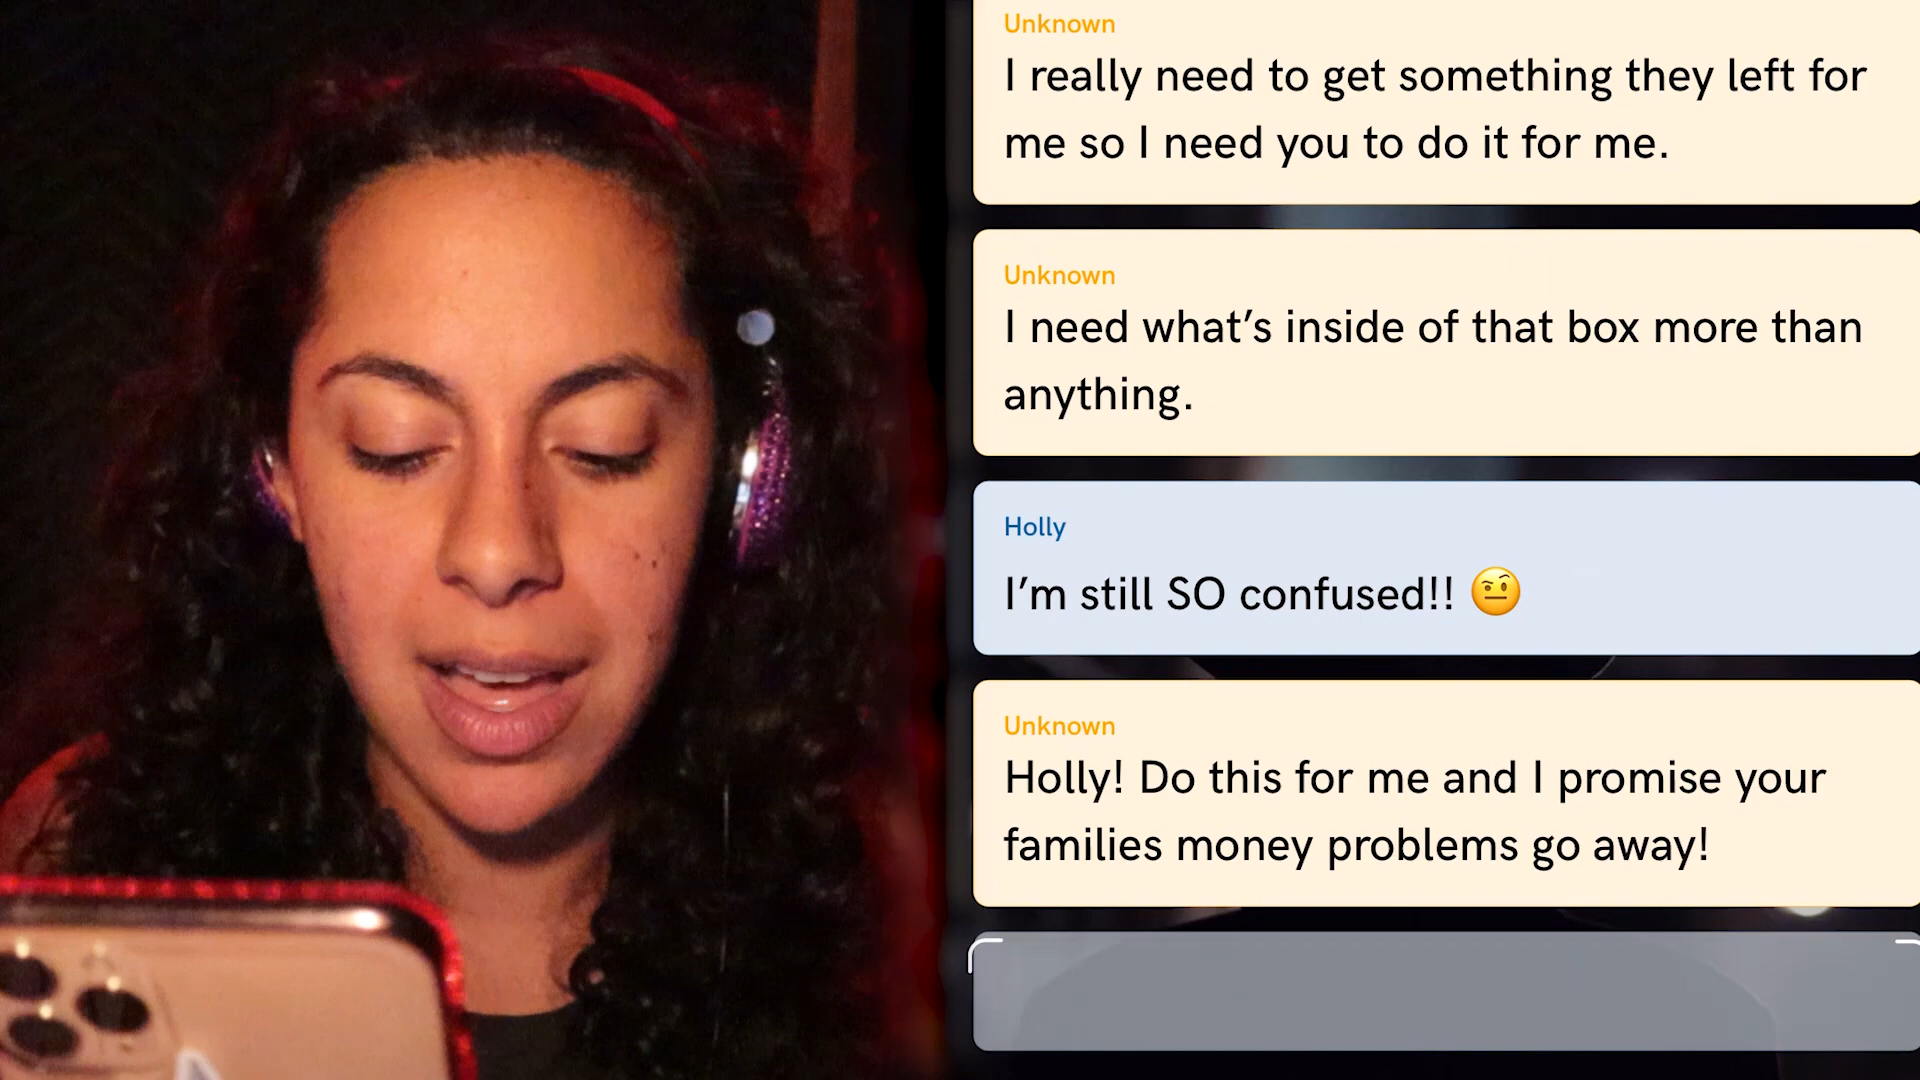 Unknown
I really need to get something they left for
me so I need you to do it for me.
Unknown
I need what’s inside of that box more than
anything.
Holly
I’m still SO confused!! 🤨
Unknown
Holly! Do this for me and I promise your
families money problems go away!